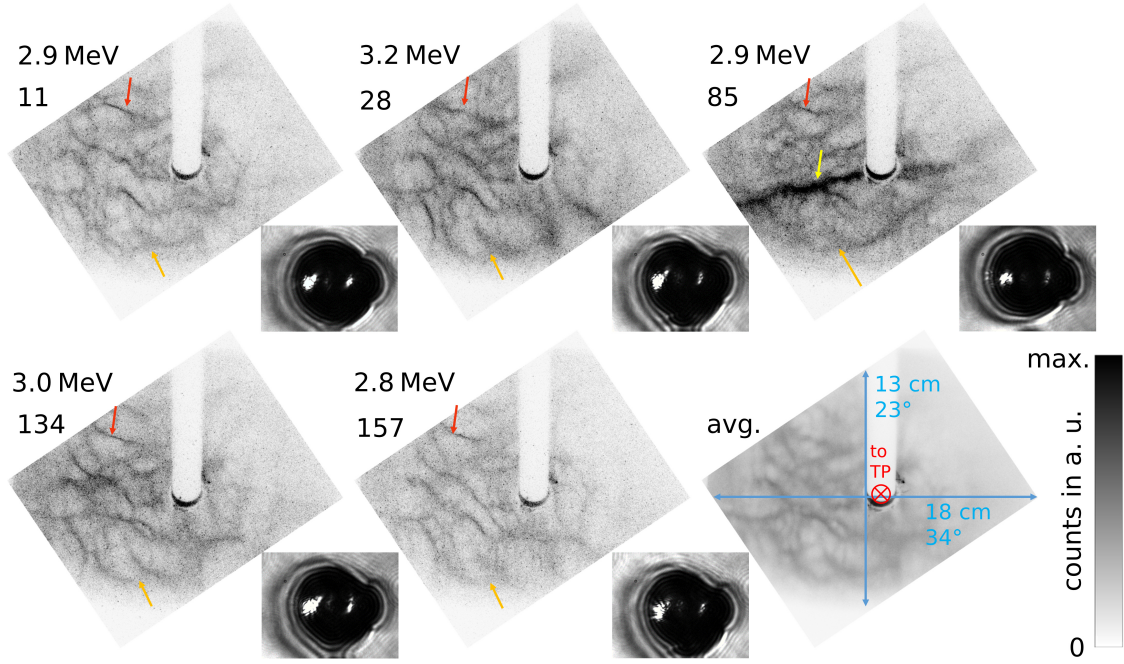 2.9 MeV
11
3.2 MeV
28
2.9 MeV
85
3.0 MeV
134
2.8 MeV
157
avg.
13 cm
23°
to
TP
18 cm
34°
max.
counts in a. u.
0